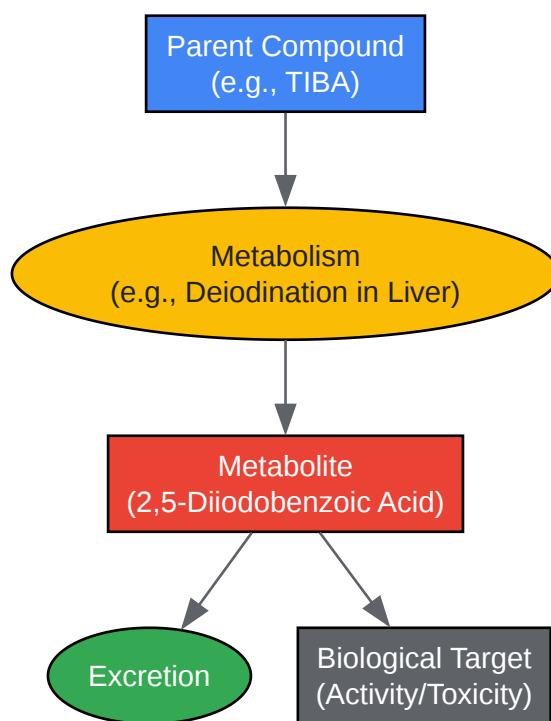 Parent Compound
(e.g., TIBA)
Metabolism
(e.g., Deiodination in Liver)
Metabolite
(2,5-Diiodobenzoic Acid)
Excretion
Biological Target
(Activity/Toxicity)